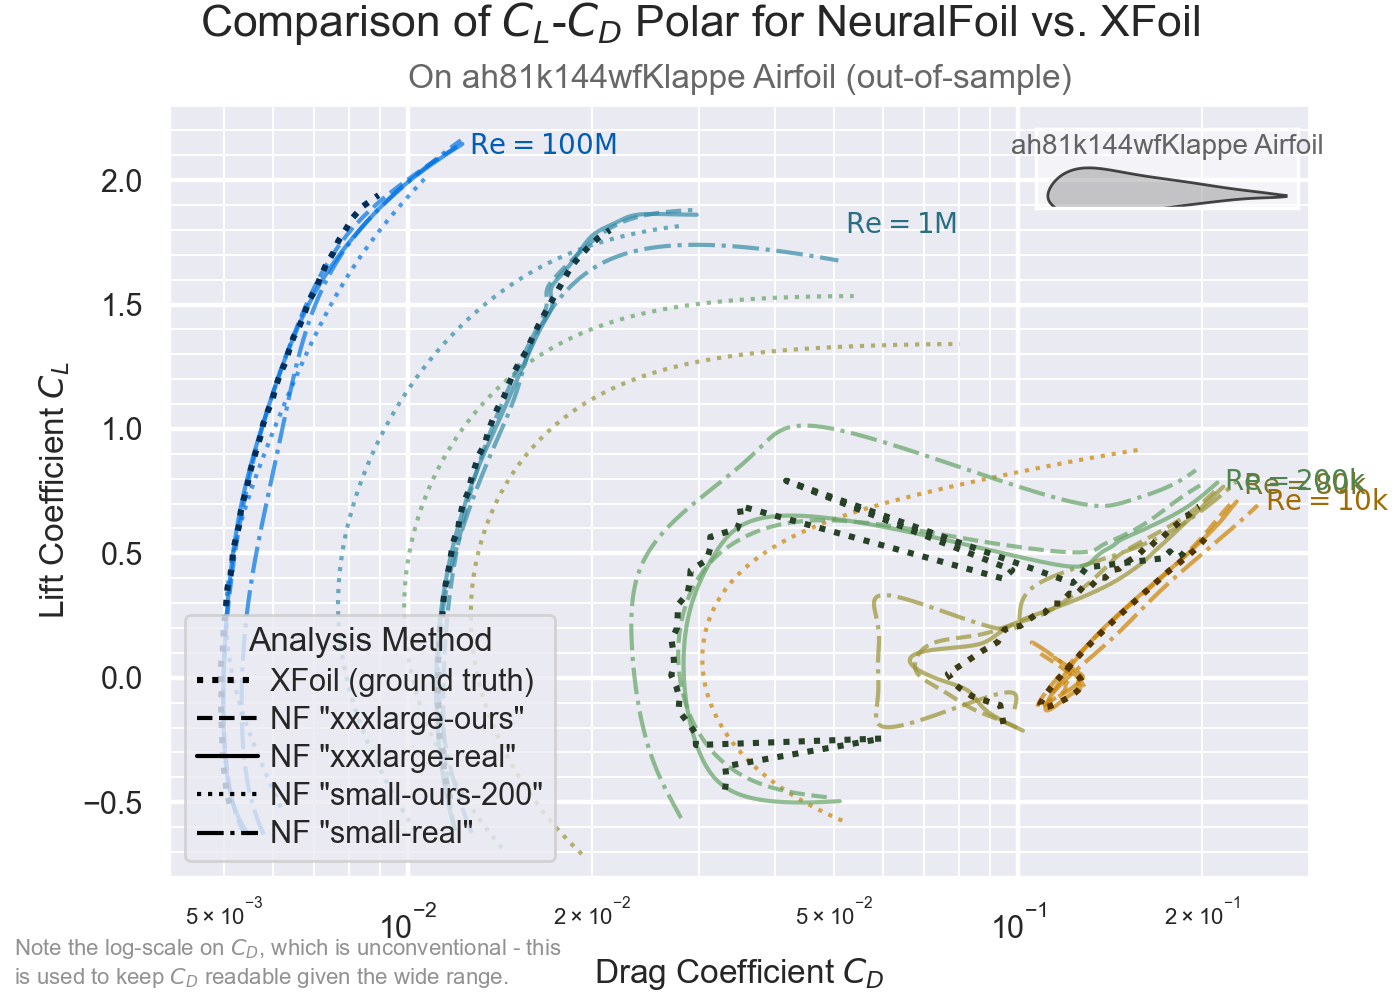 Comparison of C_L-C_D Polar for NeuralFoil vs. XFoil
On ah81k144wfKlappe Airfoil (out-of-sample)
Re = 100M
ah81k144wfKlappe Airfoil
Re = 1M
Re = 200k
Re = 80k
Re = 10k
Lift Coefficient C_L
2.0
1.5
1.0
0.5
0.0
−0.5
Analysis Method
XFoil (ground truth)
NF "xxxlarge-ours"
NF "xxxlarge-real"
NF "small-ours-200"
NF "small-real"
5 × 10⁻³
10⁻²
2 × 10⁻²
5 × 10⁻²
10⁻¹
2 × 10⁻¹
Drag Coefficient C_D
Note the log-scale on C_D, which is unconventional - this
is used to keep C_D readable given the wide range.